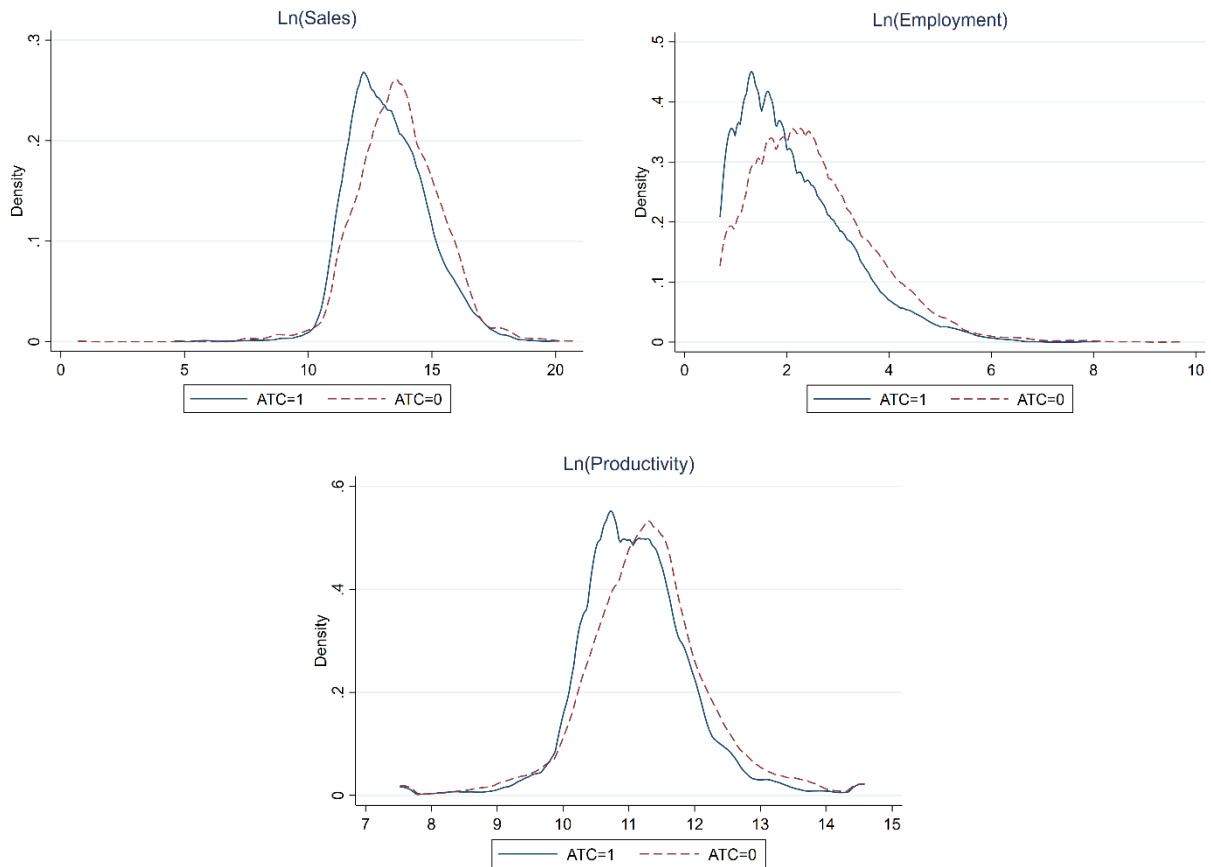 Ln(Sales)
Density
0 .1 .2 .3
0 5 10 15 20
ATC=1 ATC=0
Ln(Employment)
Density
0 .1 .2 .3 .4 .5
0 2 4 6 8 10
ATC=1 ATC=0
Ln(Productivity)
Density
0 .2 .4 .6
7 8 9 10 11 12 13 14 15
ATC=1 ATC=0